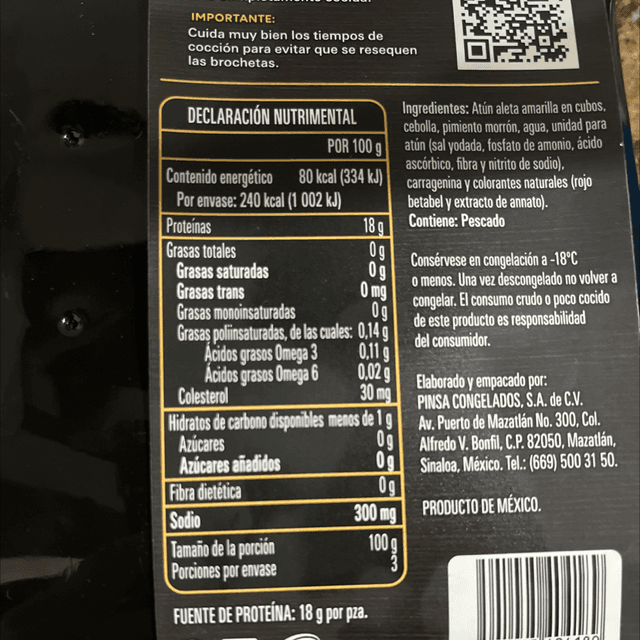 IMPORTANTE:
Cuida muy bien los tiempos de
cocción para evitar que se resequen
las brochetas.
DECLARACIÓN NUTRIMENTAL
POR 100 g
Contenido energético 80 kcal (334 kJ)
Por envase: 240 kcal (1 002 kJ)
Proteínas 18 g
Grasas totales 0 g
Grasas saturadas 0 g
Grasas trans 0 mg
Grasas monoinsaturadas 0 g
Grasas poliinsaturadas, de las cuales: 0,14 g
Ácidos grasos Omega 3 0,11 g
Ácidos grasos Omega 6 0,02 g
Colesterol 30 mg
Hidratos de carbono disponibles menos de 1 g
Azúcares 0 g
Azúcares añadidos 0 g
Fibra dietética 0 g
Sodio 300 mg
Tamaño de la porción 100 g
Porciones por envase 3
FUENTE DE PROTEÍNA: 18 g por pza.
Ingredientes: Atún aleta amarilla en cubos,
cebolla, pimiento morrón, agua, unidad para
atún (sal yodada, fosfato de amonio, ácido
ascórbico, fibra y nitrito de sodio),
carragenina y colorantes naturales (rojo
betabel y extracto de annato).
Contiene: Pescado
Consérvese en congelación a -18°C
o menos. Una vez descongelado no volver a
congelar. El consumo crudo o poco cocido
de este producto es responsabilidad
del consumidor.
Elaborado y empacado por:
PINSA CONGELADOS, S.A. de C.V.
Av. Puerto de Mazatlán No. 300, Col.
Alfredo V. Bonfil, C.P. 82050, Mazatlán,
Sinaloa, México. Tel.: (669) 500 31 50.
PRODUCTO DE MÉXICO.